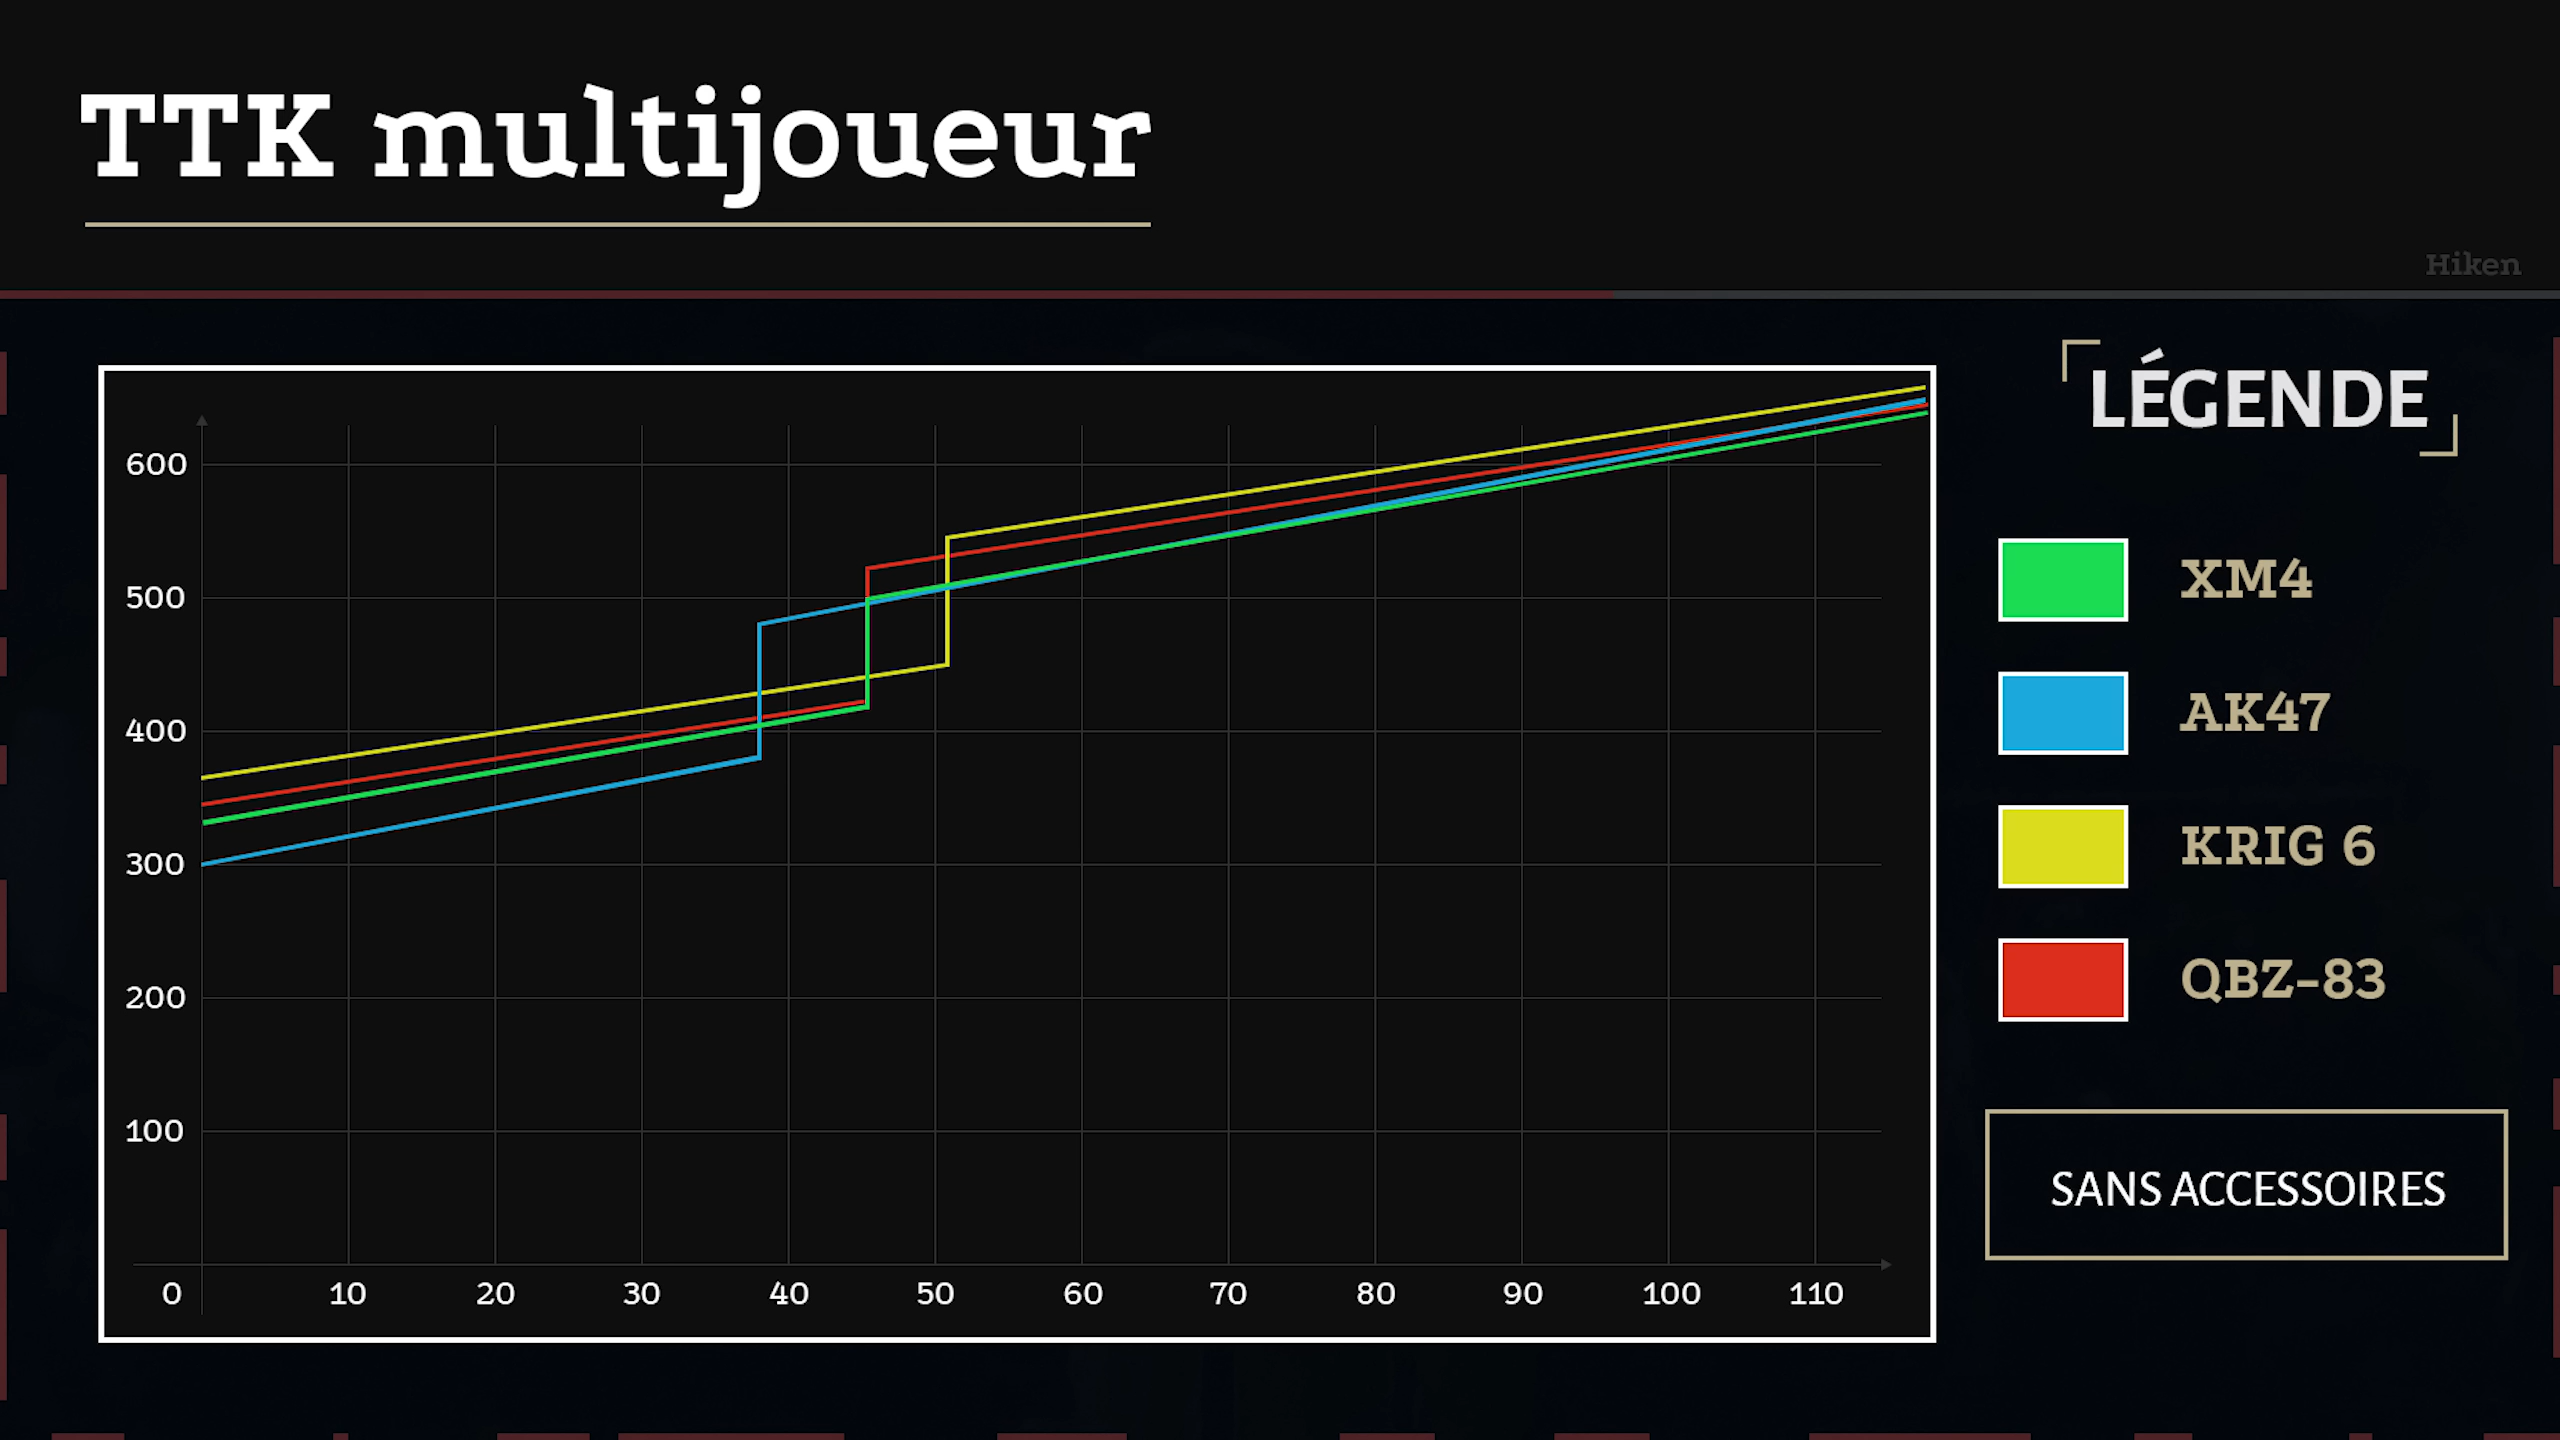 TTK multijoueur
Hiken
LÉGENDE
600
500
400
300
200
100
0 10 20 30 40 50 60 70 80 90 100 110
XM4
AK47
KRIG 6
QBZ-83
SANS ACCESSOIRES